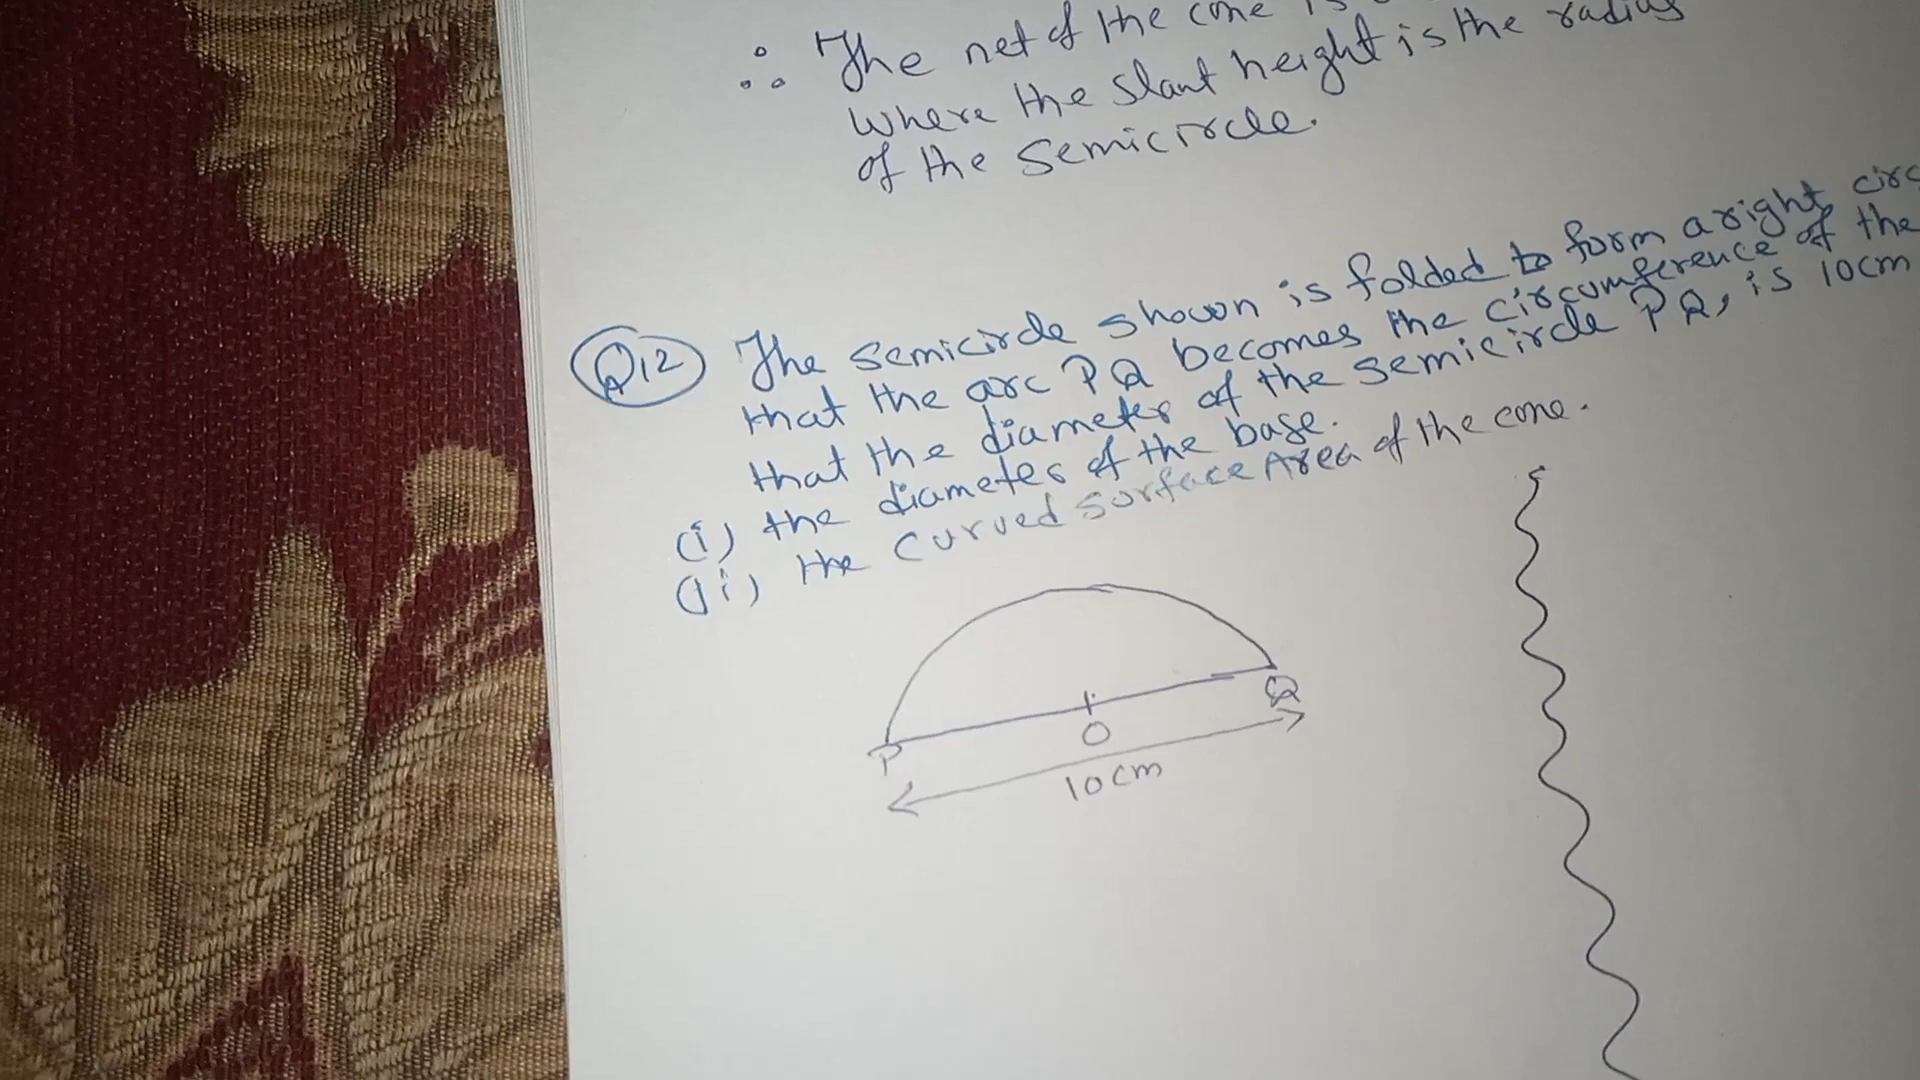 ∴ The net of the cone is
where the slant height is the radius
of the semicircle.
Q12 The semicircle shown is folded to form a right circ
that the arc PQ becomes the circumference of the
that the diameter of the semicircle PQ, is 10cm
(i) the diameter of the base.
(ii) the curved surface Area of the cone.
P
O
Q
10cm